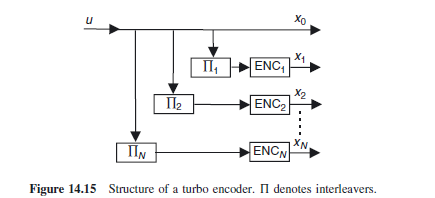 u
X0
Π1
ENC1
X1
Π2
ENC2
X2
ΠN
ENCN
XN
Figure 14.15 Structure of a turbo encoder. Π denotes interleavers.